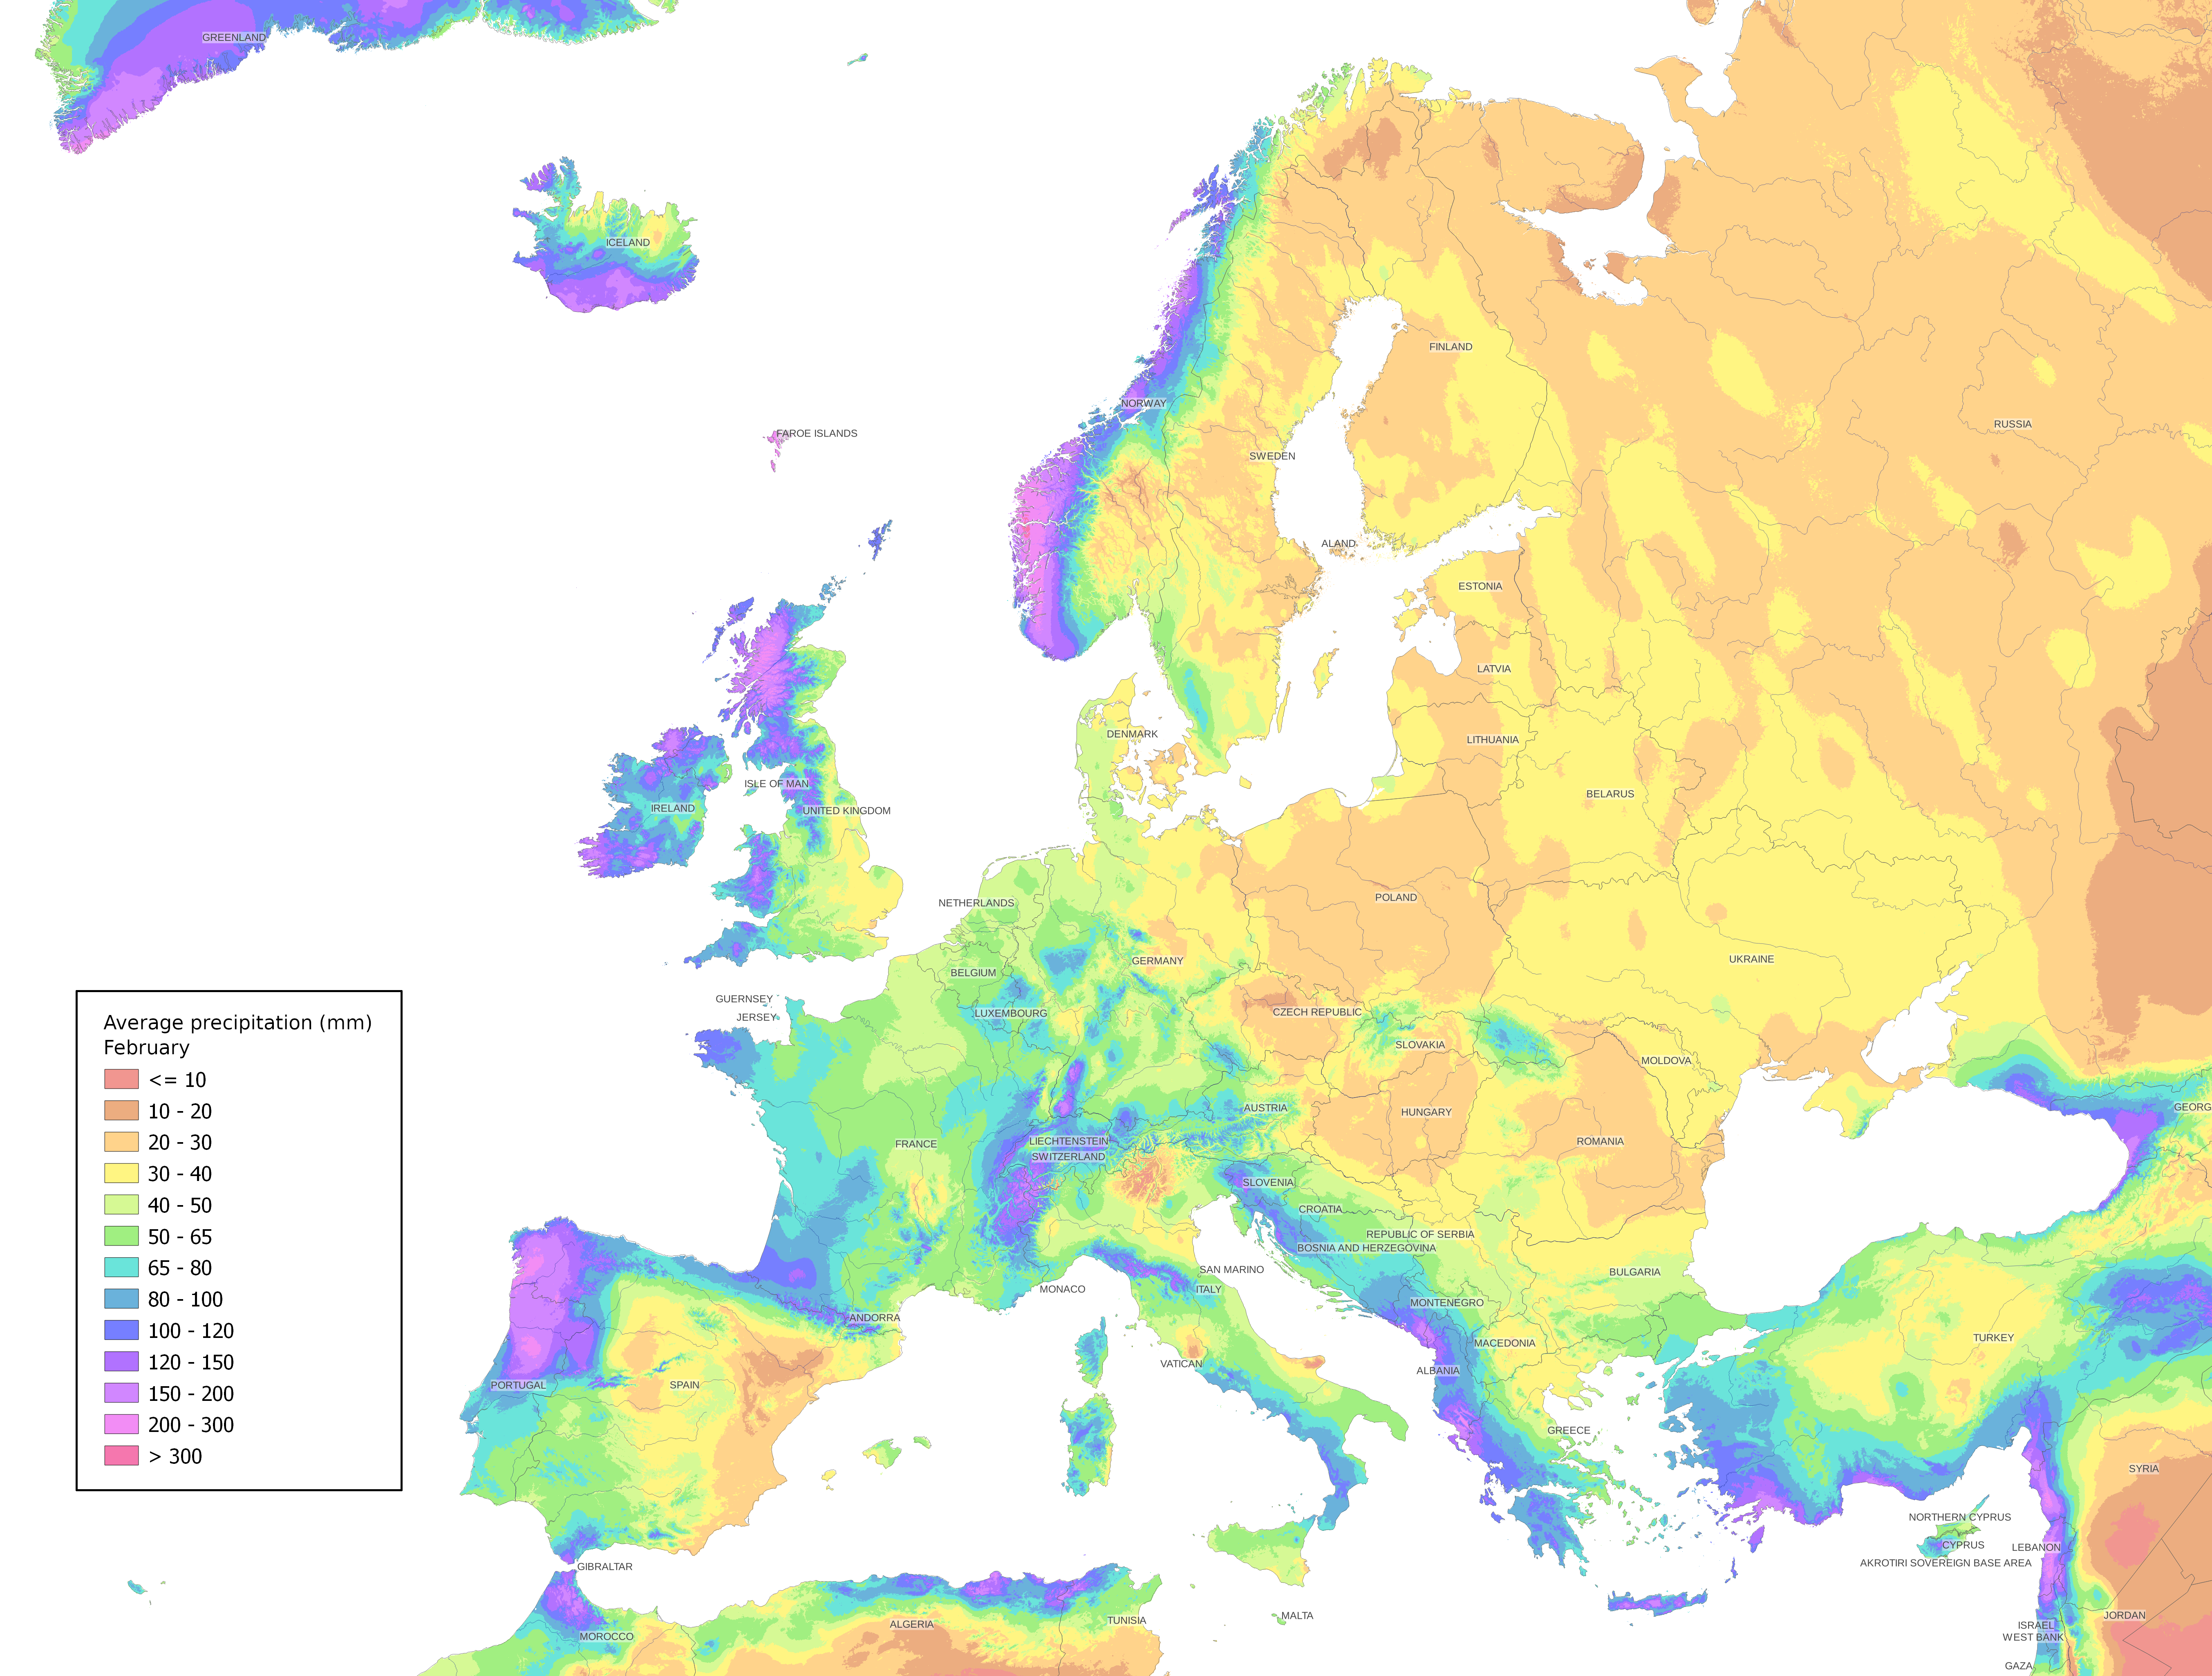 GREENLAND
ICELAND
FAROE ISLANDS
NORWAY
FINLAND
RUSSIA
SWEDEN
ALAND
ESTONIA
LATVIA
DENMARK
LITHUANIA
ISLE OF MAN
IRELAND
UNITED KINGDOM
BELARUS
NETHERLANDS
POLAND
GERMANY
UKRAINE
BELGIUM
GUERNSEY
JERSEY
LUXEMBOURG
CZECH REPUBLIC
SLOVAKIA
MOLDOVA
AUSTRIA
HUNGARY
GEORG
FRANCE
LIECHTENSTEIN
SWITZERLAND
ROMANIA
SLOVENIA
CROATIA
REPUBLIC OF SERBIA
BOSNIA AND HERZEGOVINA
SAN MARINO
BULGARIA
MONACO
ITALY
MONTENEGRO
ANDORRA
MACEDONIA
TURKEY
VATICAN
ALBANIA
PORTUGAL
SPAIN
GREECE
SYRIA
NORTHERN CYPRUS
CYPRUS
LEBANON
AKROTIRI SOVEREIGN BASE AREA
GIBRALTAR
MALTA
TUNISIA
ALGERIA
MOROCCO
JORDAN
ISRAEL
WEST BANK
GAZA
Average precipitation (mm)
February
<= 10
10 - 20
20 - 30
30 - 40
40 - 50
50 - 65
65 - 80
80 - 100
100 - 120
120 - 150
150 - 200
200 - 300
> 300